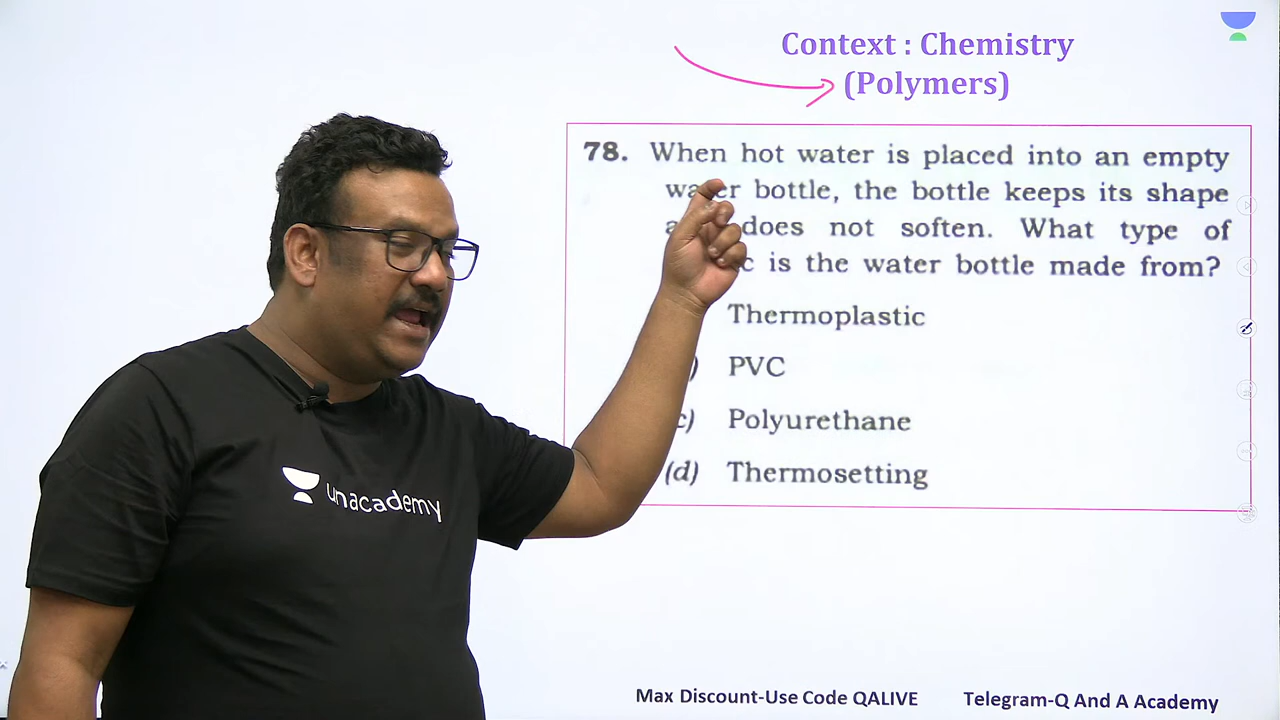 Context : Chemistry
(Polymers)
78. When hot water is placed into an empty
bottle, the bottle keeps its shape
does not soften. What type of
is the water bottle made from?
Thermoplastic
PVC
Polyurethane
(d) Thermosetting
unacademy
Max Discount-Use Code QALIVE Telegram-Q And A Academy